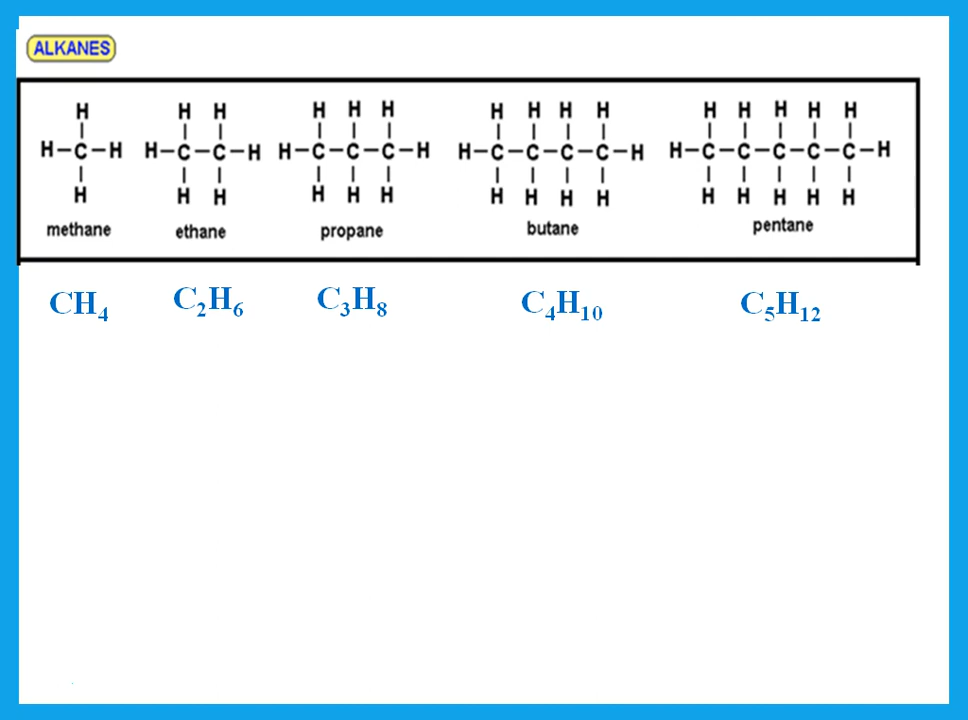 ALKANES
H H H H H H H H H H H H H H H
H-C-H H-C-C-H H-C-C-C-H H-C-C-C-C-H H-C-C-C-C-C-H
H H H H H H H H H H H H H H H
methane ethane propane butane pentane
CH₄ C₂H₆ C₃H₈ C₄H₁₀ C₅H₁₂